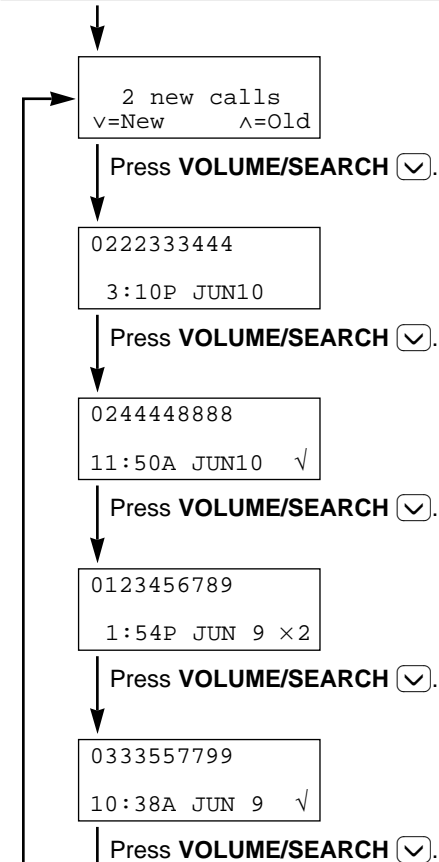 2 new calls
∨=New ∧=Old
Press VOLUME/SEARCH ∨.
0222333444
3:10P JUN10
Press VOLUME/SEARCH ∨.
0244448888
11:50A JUN10 √
Press VOLUME/SEARCH ∨.
0123456789
1:54P JUN 9 ×2
Press VOLUME/SEARCH ∨.
0333557799
10:38A JUN 9 √
Press VOLUME/SEARCH ∨.